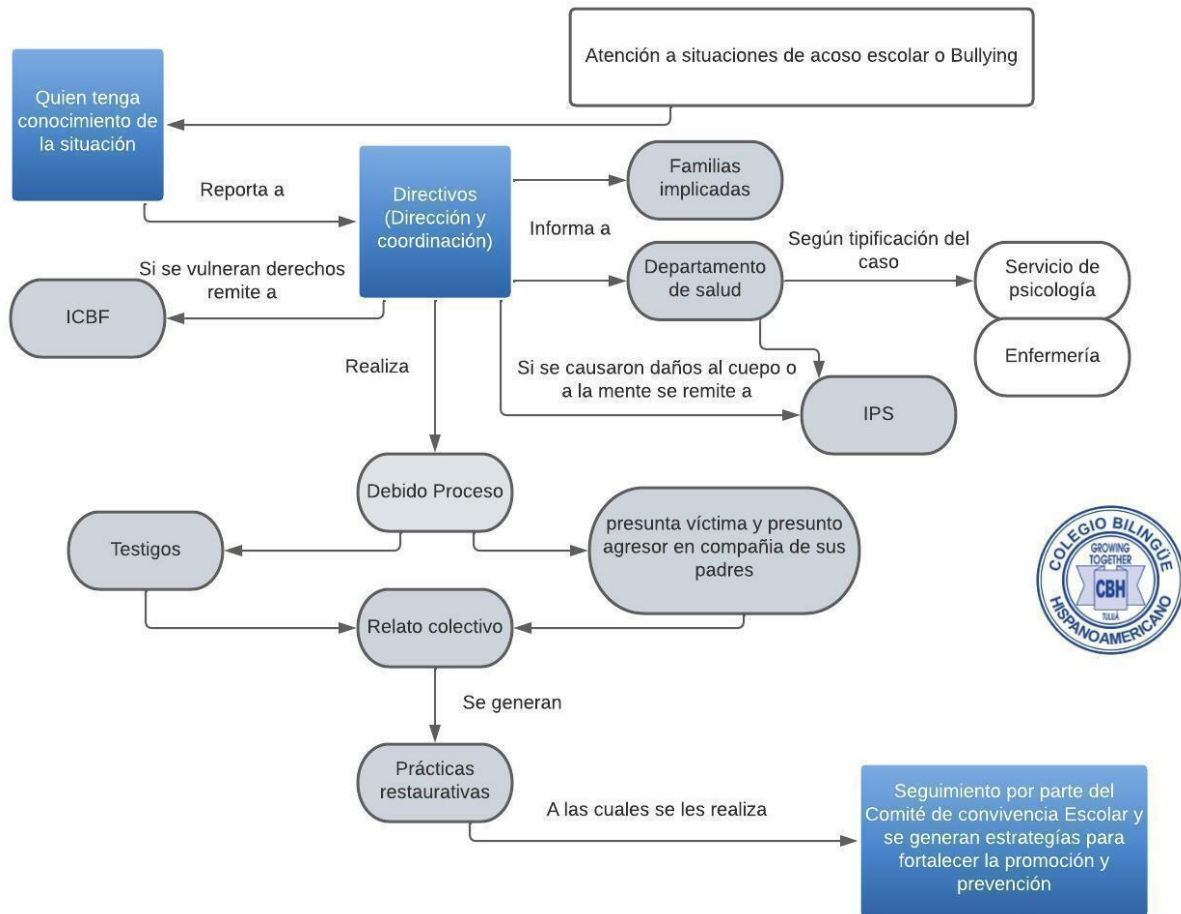 Atención a situaciones de acoso escolar o Bullying
Quien tenga
conocimiento de
la situación
Reporta a
Directivos
(Dirección y
coordinación)
Familias
implicadas
Informa a
Departamento
de salud
Según tipificación del
caso
Servicio de
psicología
Enfermería
Si se vulneran derechos
remite a
ICBF
Realiza
Si se causaron daños al cuepo o
a la mente se remite a
IPS
Debido Proceso
Testigos
presunta víctima y presunto
agresor en compañia de sus
padres
Relato colectivo
Se generan
Prácticas
restaurativas
A las cuales se les realiza
Seguimiento por parte del
Comité de convivencia Escolar y
se generan estrategías para
fortalecer la promoción y
prevención
COLEGIO BILINGÜE
GROWING
TOGETHER
CBH
TULUÁ
HISPANOAMERICANO